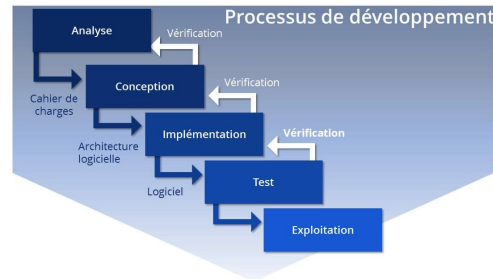 Processus de développement
Analyse
Vérification
Cahier de
charges
Conception
Vérification
Architecture
logicielle
Implémentation
Vérification
Logiciel
Test
Exploitation